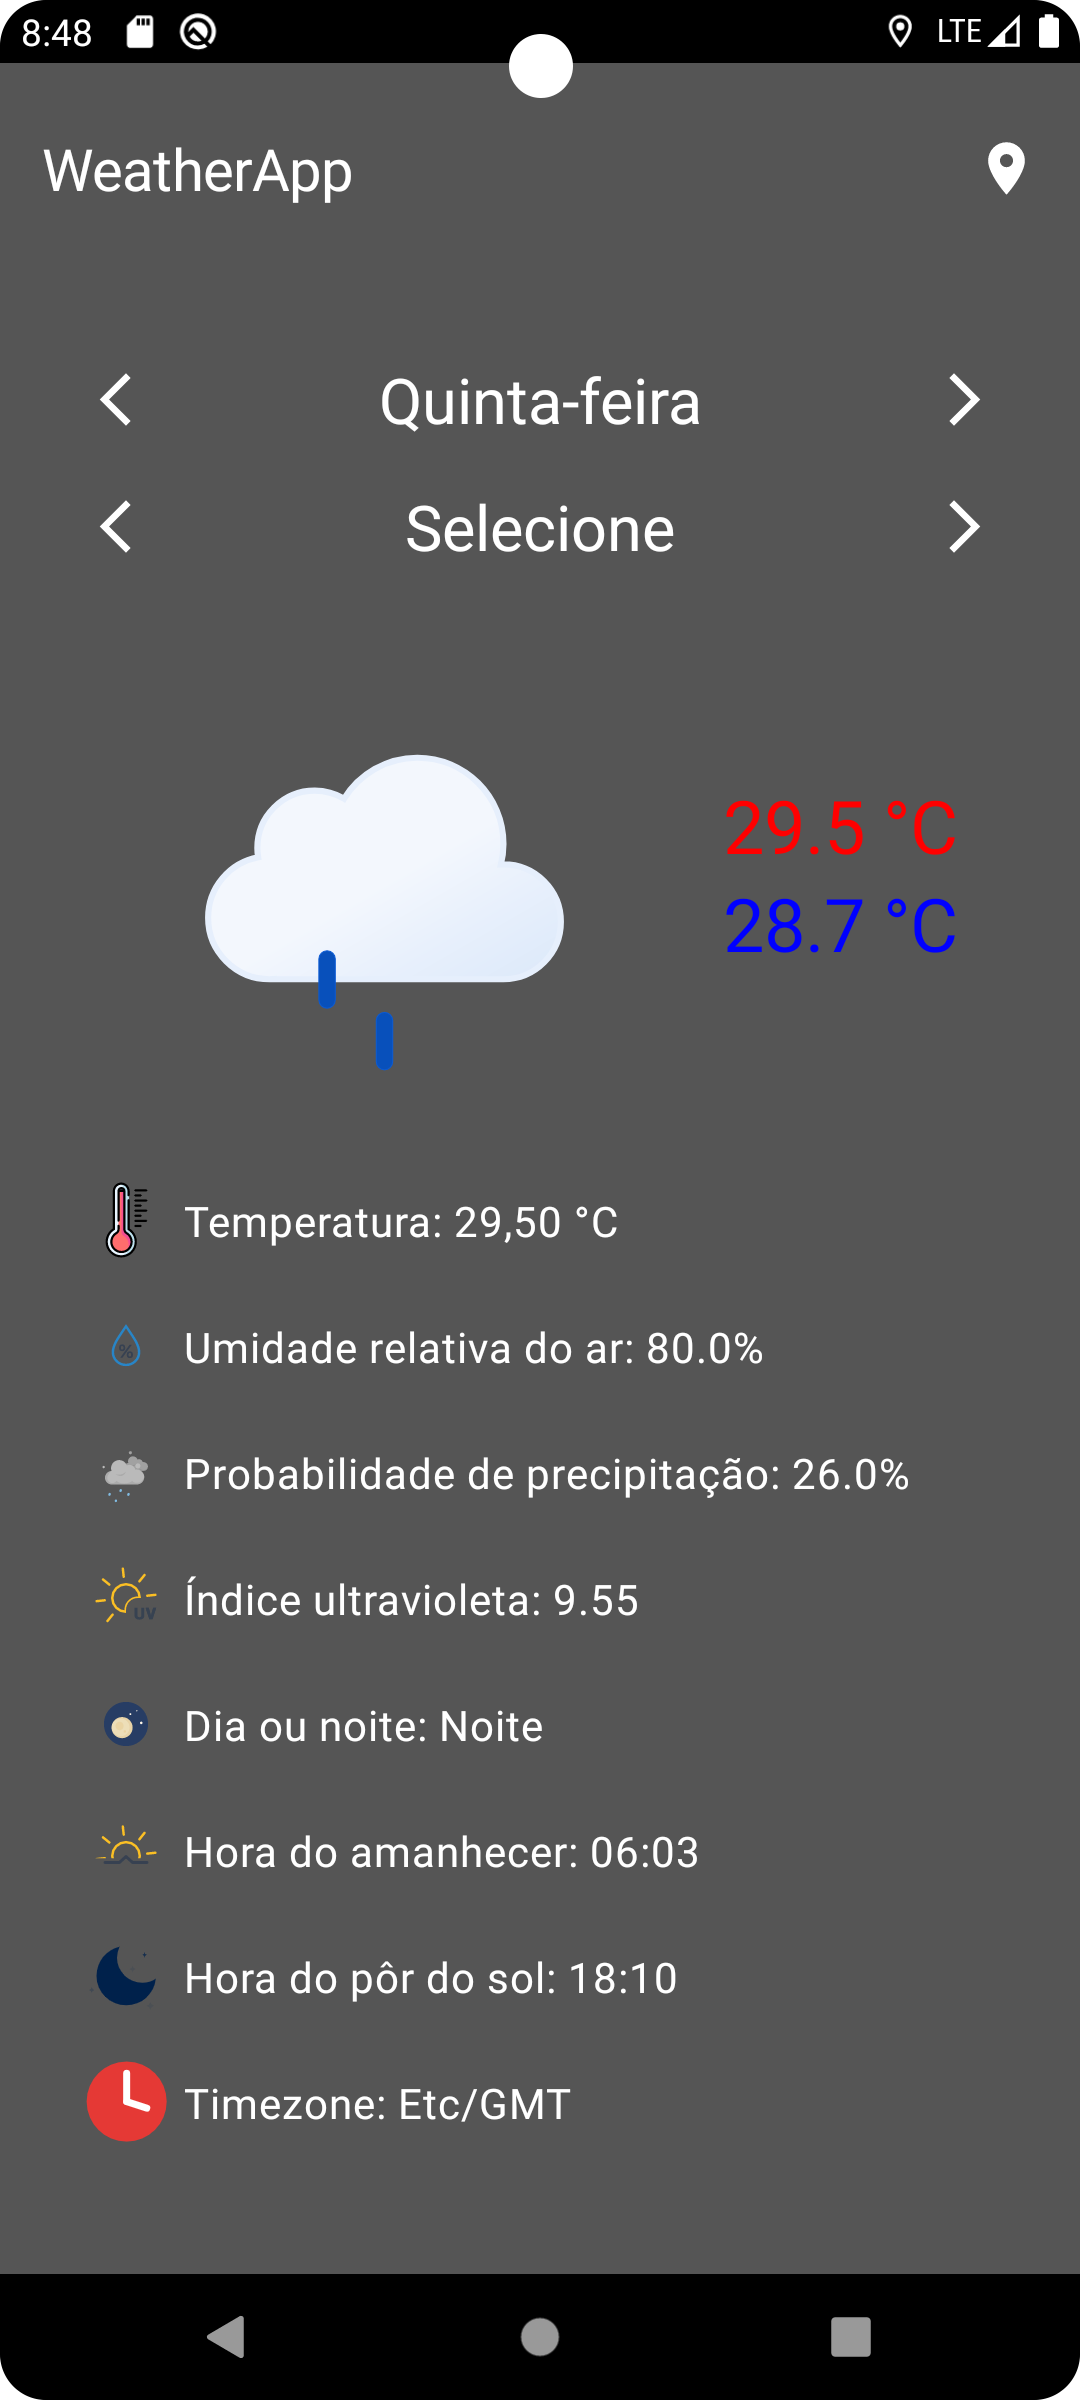 8:48 LTE
WeatherApp
Quinta-feira
Selecione
29.5 °C
28.7 °C
Temperatura: 29,50 °C
%
Umidade relativa do ar: 80.0%
Probabilidade de precipitação: 26.0%
UV
Índice ultravioleta: 9.55
Dia ou noite: Noite
Hora do amanhecer: 06:03
Hora do pôr do sol: 18:10
Timezone: Etc/GMT